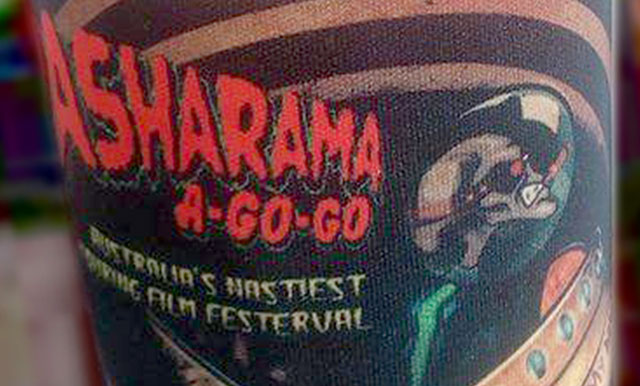 ASHARAMA
A-GO-GO
AUSTRALIA'S NASTIEST
FILM FESTERVAL